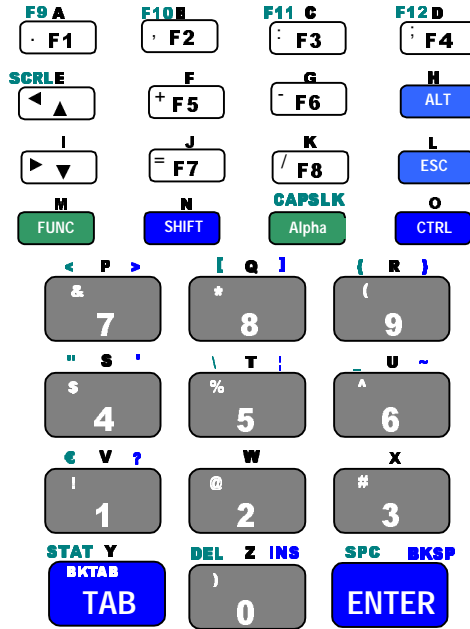 F9 A F10 B F11 C F12 D
. F1 , F2 : F3 ; F4
SCRLE F G H
◄ ▲ + F5 - F6 ALT
I J K L
► ▼ = F7 / F8 ESC
M N CAPSLK O
FUNC SHIFT Alpha CTRL
< P > [ Q ] { R }
& * (
7 8 9
" S ' \ T ¦ _ U ~
$ % ^
4 5 6
€ V ? W X
! @ #
1 2 3
STAT Y DEL Z INS SPC BKSP
BKTAB )
TAB 0 ENTER